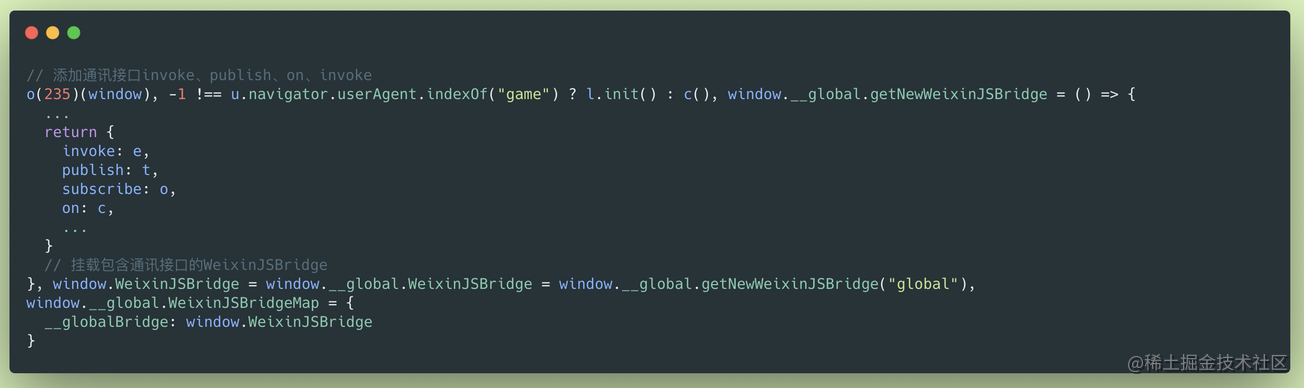 // 添加通讯接口invoke、publish、on、invoke
o(235)(window), -1 !== u.navigator.userAgent.indexOf("game") ? l.init() : c(), window.__global.getNewWeixinJSBridge = () => {
  ...
  return {
    invoke: e,
    publish: t,
    subscribe: o,
    on: c,
    ...
  }
  // 挂载包含通讯接口的WeixinJSBridge
}, window.WeixinJSBridge = window.__global.WeixinJSBridge = window.__global.getNewWeixinJSBridge("global"),
window.__global.WeixinJSBridgeMap = {
  __globalBridge: window.WeixinJSBridge
}
@稀土掘金技术社区